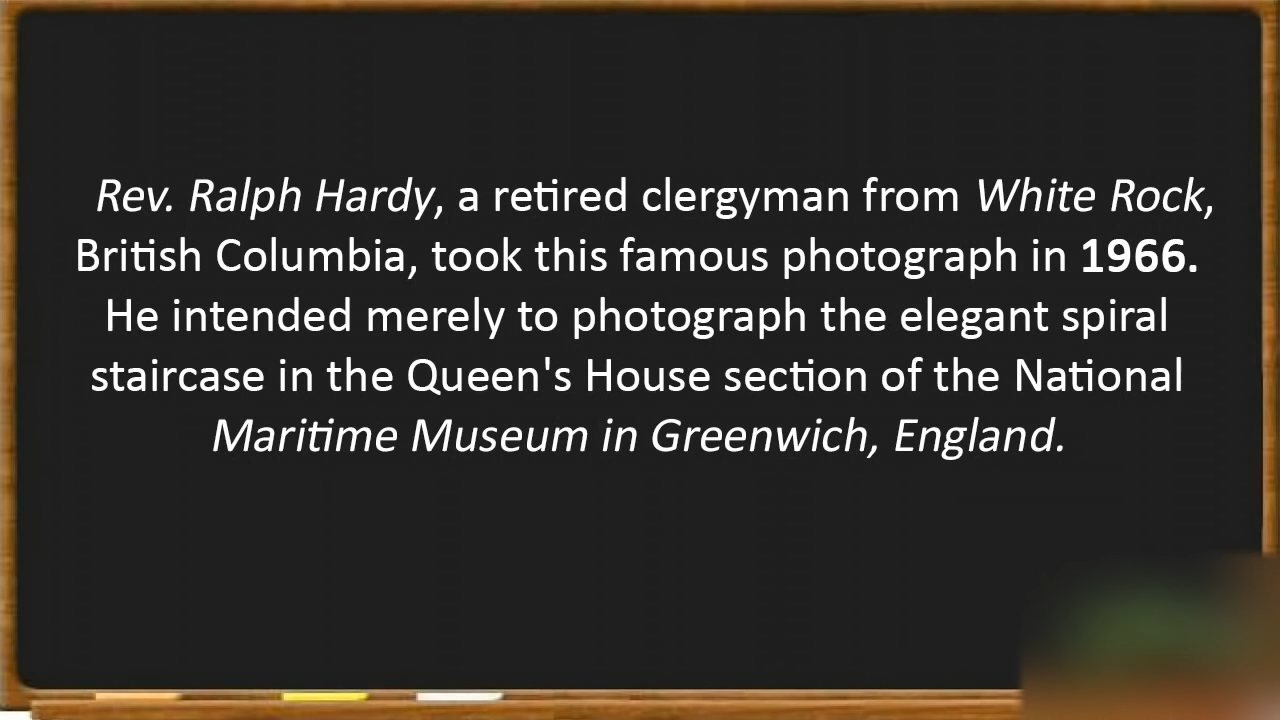 Rev. Ralph Hardy, a retired clergyman from White Rock,
British Columbia, took this famous photograph in 1966.
He intended merely to photograph the elegant spiral
staircase in the Queen's House section of the National
Maritime Museum in Greenwich, England.